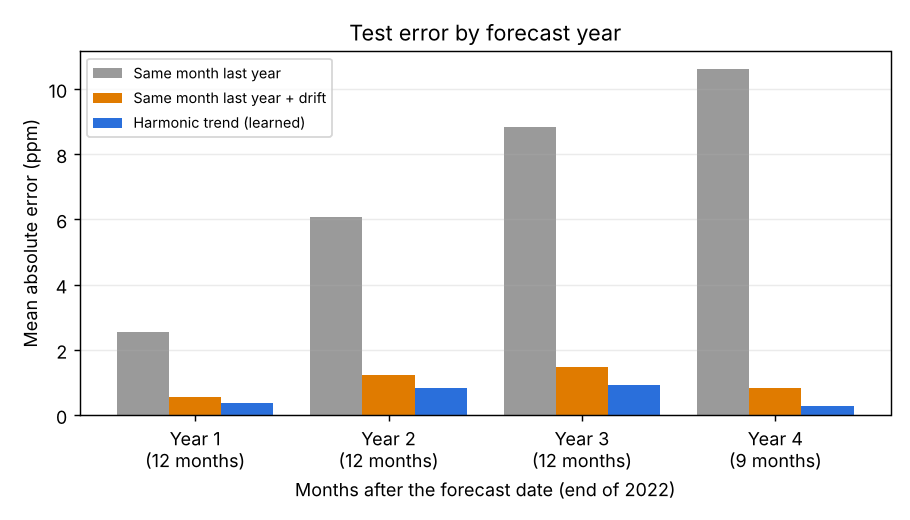 Test error by forecast year
Same month last year
Same month last year + drift
Harmonic trend (learned)
Mean absolute error (ppm)
10
8
6
4
2
0
Year 1
(12 months)
Year 2
(12 months)
Year 3
(12 months)
Year 4
(9 months)
Months after the forecast date (end of 2022)